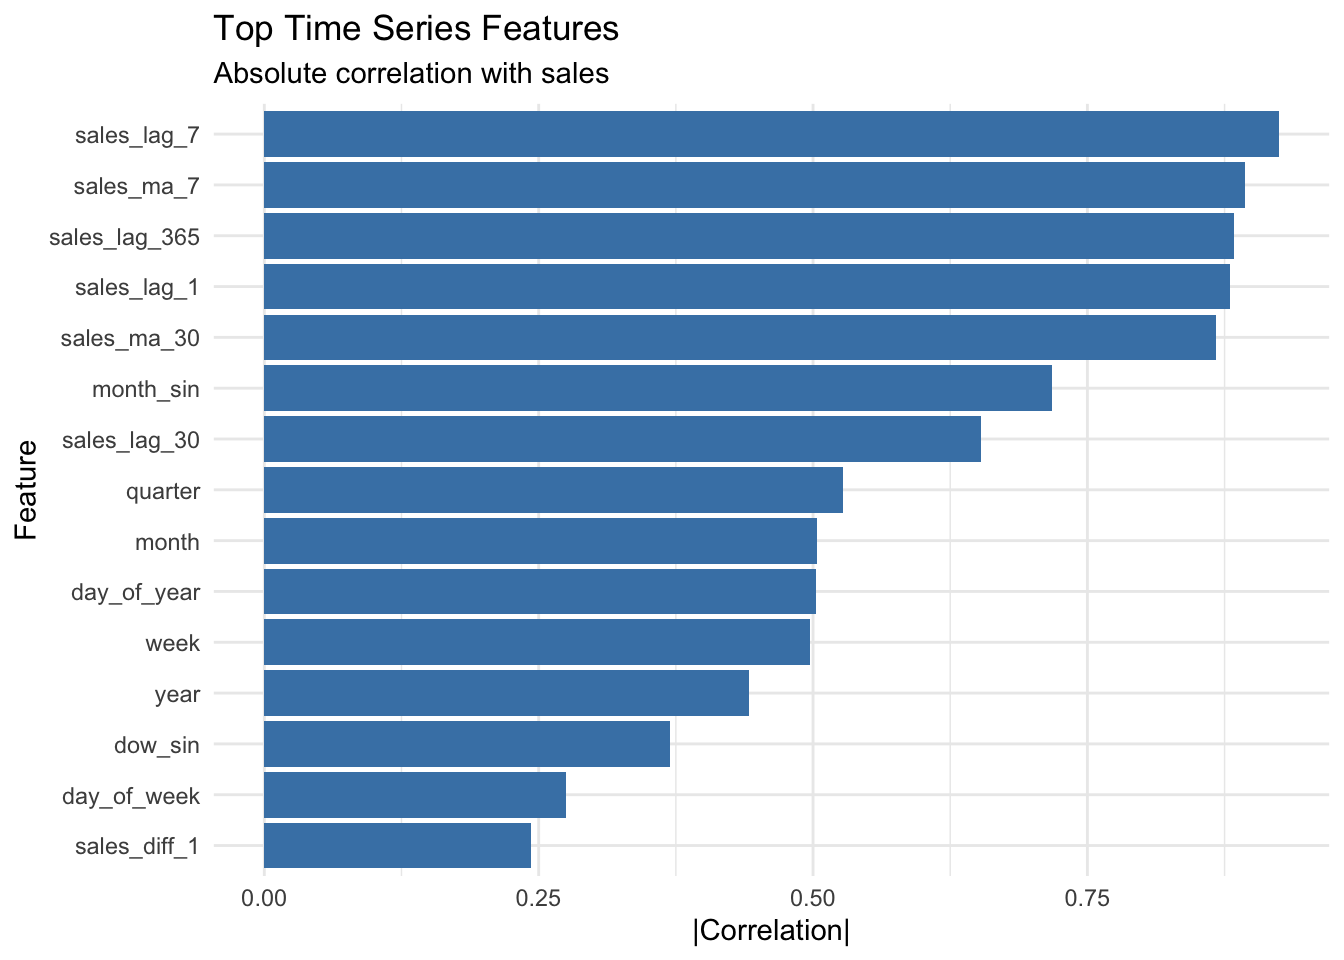 Top Time Series Features
Absolute correlation with sales
sales_lag_7
sales_ma_7
sales_lag_365
sales_lag_1
sales_ma_30
month_sin
sales_lag_30
quarter
month
day_of_year
week
year
dow_sin
day_of_week
sales_diff_1
Feature
0.00 0.25 0.50 0.75
|Correlation|